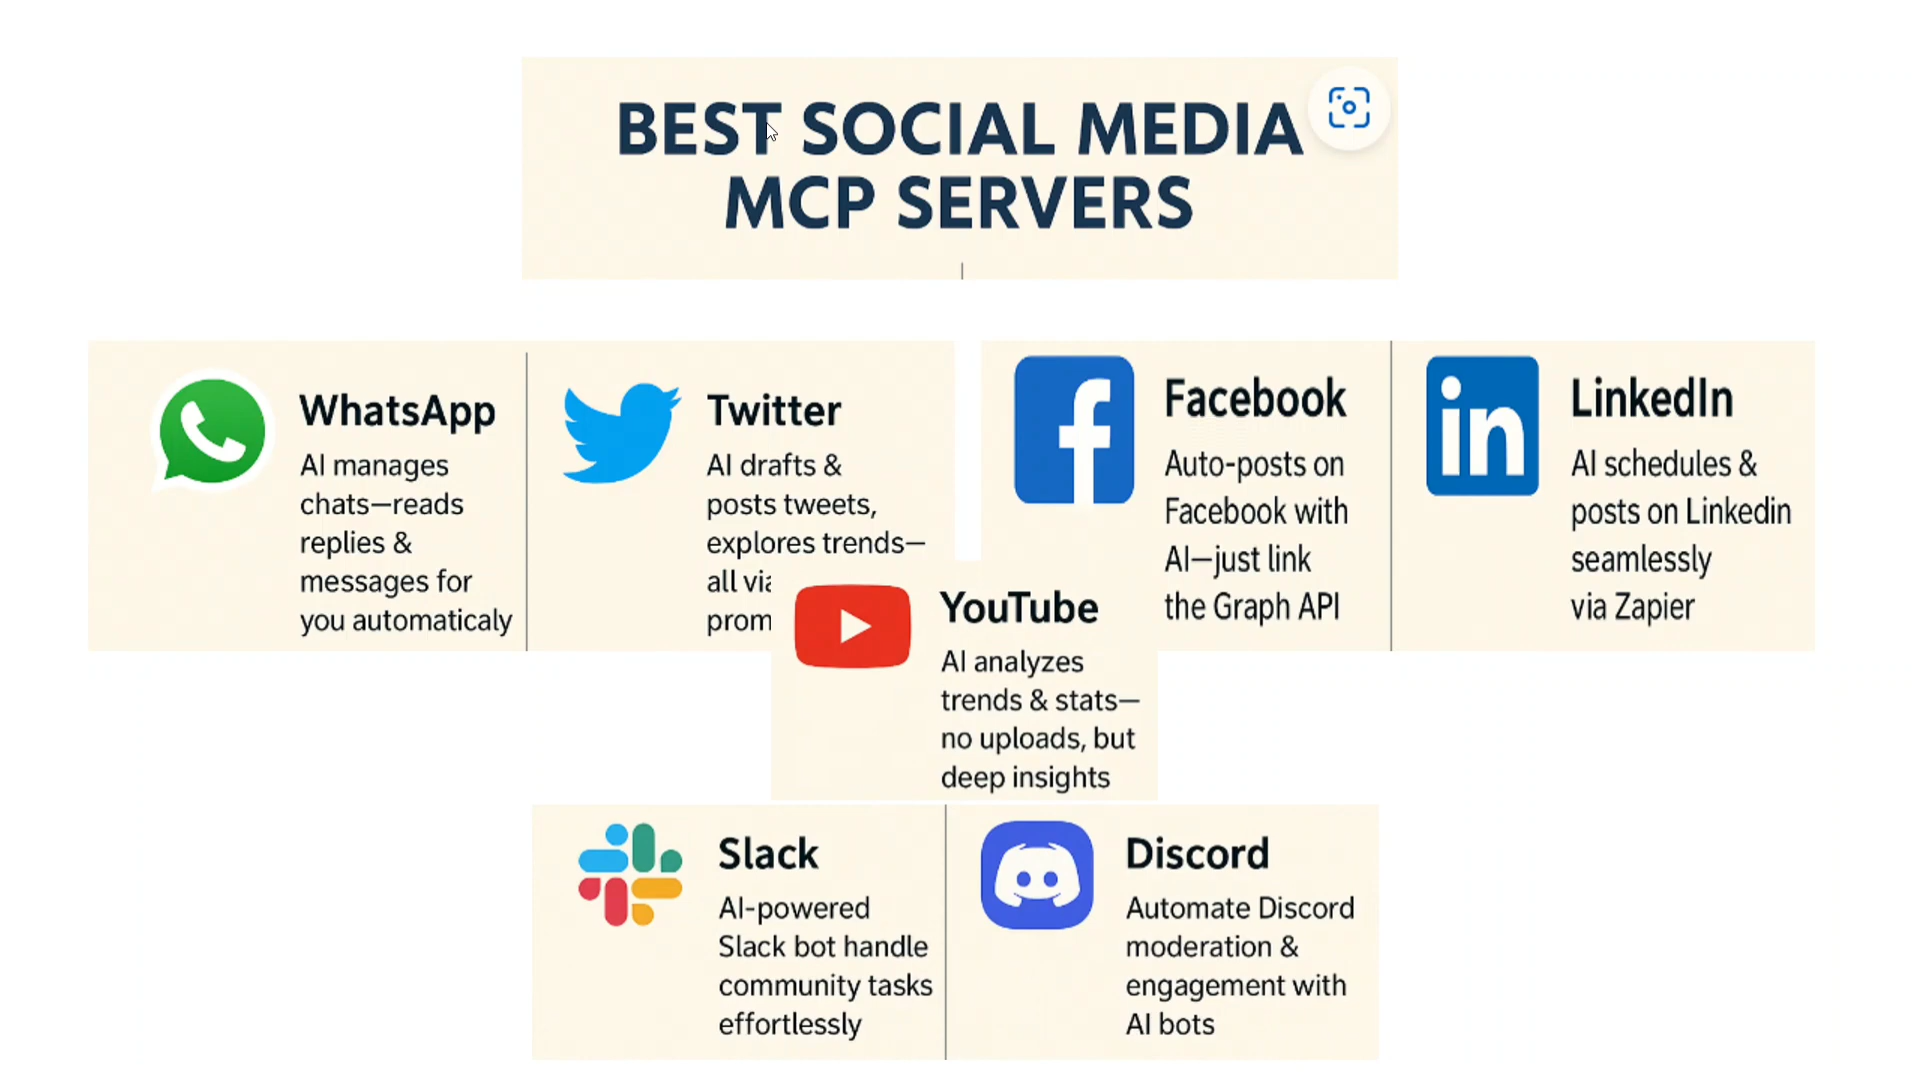 BEST SOCIAL MEDIA
MCP SERVERS
WhatsApp
AI manages
chats—reads
replies &
messages for
you automaticaly
Twitter
AI drafts &
posts tweets,
explores trends—
all via
prom
Facebook
Auto-posts on
Facebook with
AI—just link
the Graph API
LinkedIn
AI schedules &
posts on Linkedin
seamlessly
via Zapier
YouTube
AI analyzes
trends & stats—
no uploads, but
deep insights
Slack
AI-powered
Slack bot handle
community tasks
effortlessly
Discord
Automate Discord
moderation &
engagement with
AI bots